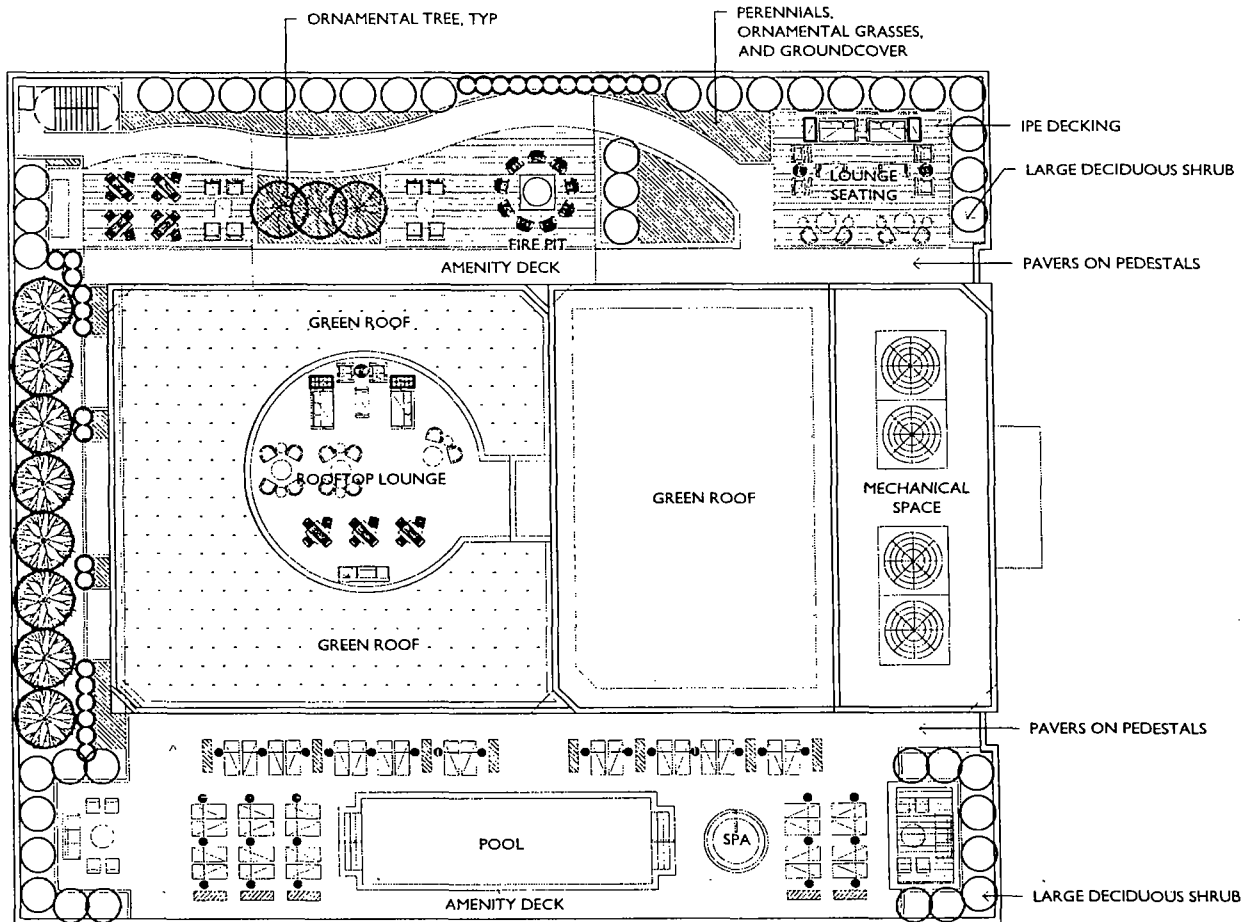 ORNAMENTAL TREE, TYP
PERENNIALS,
ORNAMENTAL GRASSES,
AND GROUNDCOVER
IPE DECKING
LARGE DECIDUOUS SHRUB
LOUNGE
SEATING
FIRE PIT
AMENITY DECK
PAVERS ON PEDESTALS
GREEN ROOF
ROOFTOP LOUNGE
GREEN ROOF
MECHANICAL
SPACE
GREEN ROOF
PAVERS ON PEDESTALS
POOL
SPA
AMENITY DECK
LARGE DECIDUOUS SHRUB